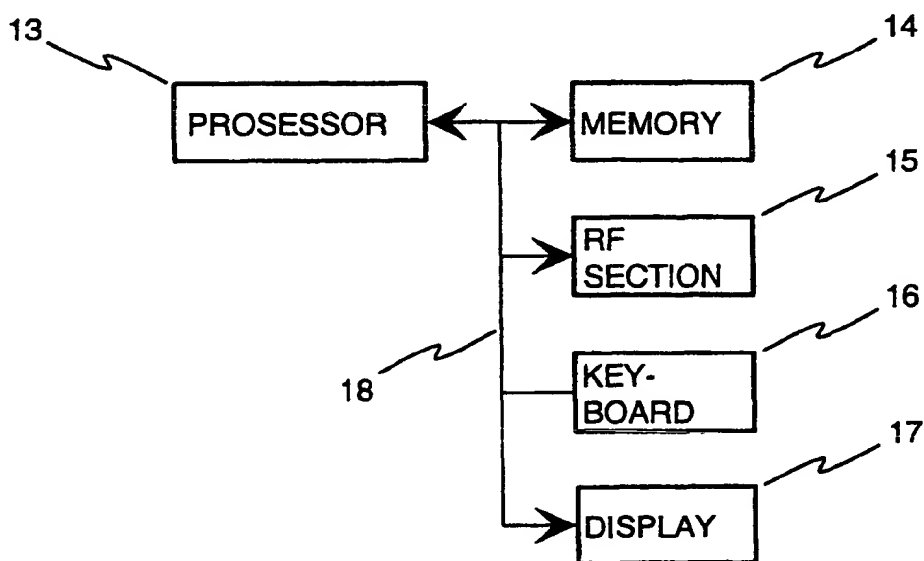 13
14
PROSESSOR
MEMORY
15
RF
SECTION
16
18
KEY-
BOARD
17
DISPLAY